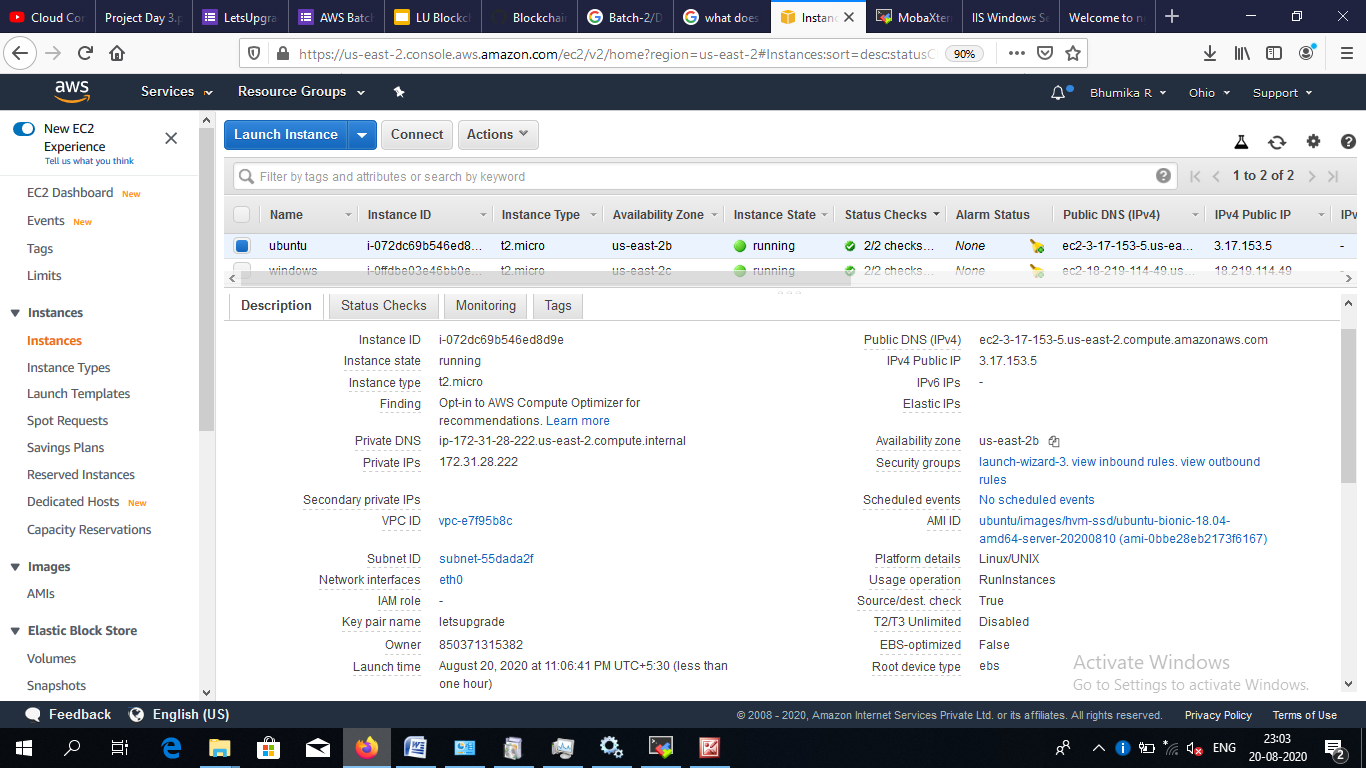 Cloud Cor
Project Day 3.p
LetsUpgra
AWS Batch
LU Blockc
Blockchain
Batch-2/D
what does
Instanc
MobaXtern
IIS Windows Se
Welcome to n
https://us-east-2.console.aws.amazon.com/ec2/v2/home?region=us-east-2#Instances:sort=desc:statusC
90%
aws
Services
Resource Groups
Bhumika R
Ohio
Support
New EC2
Experience
Tell us what you think
EC2 Dashboard New
Events New
Tags
Limits
Instances
Instances
Instance Types
Launch Templates
Spot Requests
Savings Plans
Reserved Instances
Dedicated Hosts New
Capacity Reservations
Images
AMIs
Elastic Block Store
Volumes
Snapshots
Launch Instance
Connect
Actions
Filter by tags and attributes or search by keyword
1 to 2 of 2
Name Instance ID Instance Type Availability Zone Instance State Status Checks Alarm Status Public DNS (IPv4) IPv4 Public IP IPv
ubuntu i-072dc69b546ed8... t2.micro us-east-2b running 2/2 checks... None ec2-3-17-153-5.us-ea... 3.17.153.5 -
windows i-0ffdbe03e46bb0e... t2.micro us-east-2c running 2/2 checks... None ec2-18-219-114-49.us... 18.219.114.49 -
Description
Status Checks
Monitoring
Tags
Instance ID i-072dc69b546ed8d9e
Instance state running
Instance type t2.micro
Finding Opt-in to AWS Compute Optimizer for
recommendations. Learn more
Private DNS ip-172-31-28-222.us-east-2.compute.internal
Private IPs 172.31.28.222
Secondary private IPs
VPC ID vpc-e7f95b8c
Subnet ID subnet-55dada2f
Network interfaces eth0
IAM role -
Key pair name letsupgrade
Owner 850371315382
Launch time August 20, 2020 at 11:06:41 PM UTC+5:30 (less than
one hour)
Public DNS (IPv4) ec2-3-17-153-5.us-east-2.compute.amazonaws.com
IPv4 Public IP 3.17.153.5
IPv6 IPs -
Elastic IPs
Availability zone us-east-2b
Security groups launch-wizard-3. view inbound rules. view outbound
rules
Scheduled events No scheduled events
AMI ID ubuntu/images/hvm-ssd/ubuntu-bionic-18.04-
amd64-server-20200810 (ami-0bbe28eb2173f6167)
Platform details Linux/UNIX
Usage operation RunInstances
Source/dest. check True
T2/T3 Unlimited Disabled
EBS-optimized False
Root device type ebs
Activate Windows
Go to Settings to activate Windows.
Feedback
English (US)
© 2008 - 2020, Amazon Internet Services Private Ltd. or its affiliates. All rights reserved.
Privacy Policy
Terms of Use
ENG
23:03
20-08-2020
2